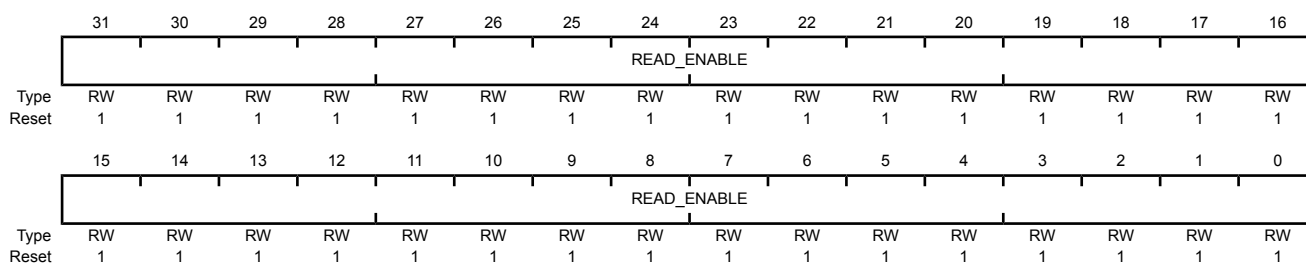 31 30 29 28 27 26 25 24 23 22 21 20 19 18 17 16
READ_ENABLE
Type RW RW RW RW RW RW RW RW RW RW RW RW RW RW RW RW
Reset 1 1 1 1 1 1 1 1 1 1 1 1 1 1 1 1
15 14 13 12 11 10 9 8 7 6 5 4 3 2 1 0
READ_ENABLE
Type RW RW RW RW RW RW RW RW RW RW RW RW RW RW RW RW
Reset 1 1 1 1 1 1 1 1 1 1 1 1 1 1 1 1